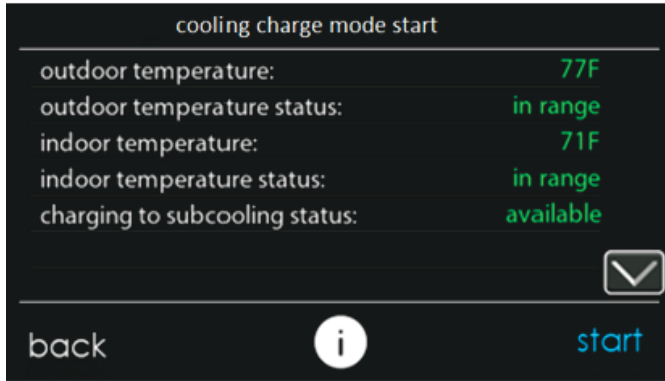 cooling charge mode start
outdoor temperature: 77F
outdoor temperature status: in range
indoor temperature: 71F
indoor temperature status: in range
charging to subcooling status: available
back i start